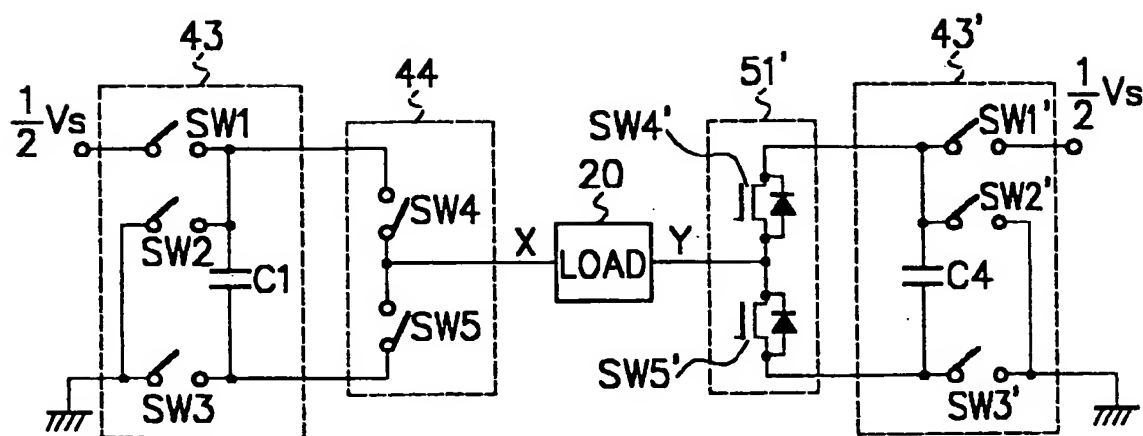 43
44
51'
43'
1/2 Vs
SW1
SW2
C1
SW3
SW4
SW5
X
20
LOAD
Y
SW4'
SW5'
SW1'
1/2 Vs
SW2'
C4
SW3'